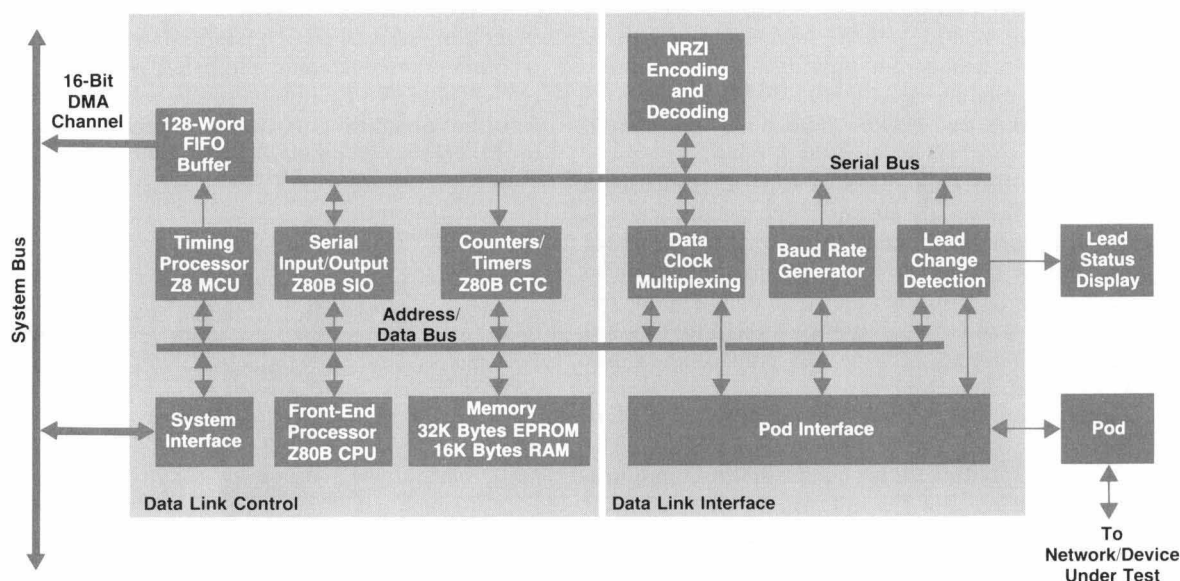 System Bus
16-Bit
DMA
Channel
128-Word
FIFO
Buffer
NRZI
Encoding
and
Decoding
Serial Bus
Timing
Processor
Z8 MCU
Serial
Input/Output
Z80B SIO
Counters/
Timers
Z80B CTC
Data
Clock
Multiplexing
Baud Rate
Generator
Lead
Change
Detection
Lead
Status
Display
Address/
Data Bus
System
Interface
Front-End
Processor
Z80B CPU
Memory
32K Bytes EPROM
16K Bytes RAM
Pod Interface
Pod
Data Link Control
Data Link Interface
To
Network/Device
Under Test